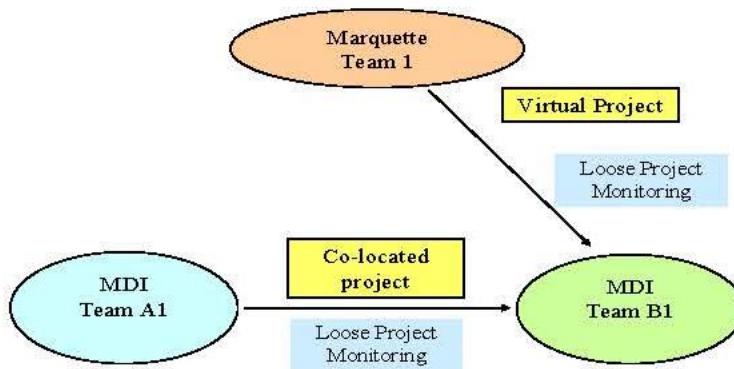 Marquette
Team 1
Virtual Project
Loose Project
Monitoring
Co-located
project
MDI
Team A1
MDI
Team B1
Loose Project
Monitoring